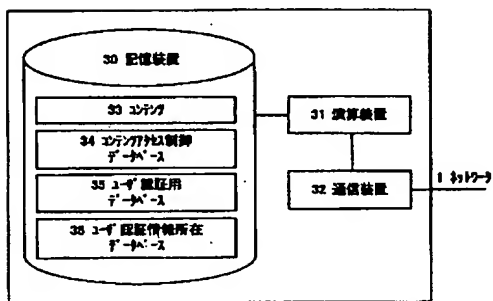 30 記憶装置
33 コンテンツ
34 コンテンツアクセス制御
データベース
35 ユーザ認証用
データベース
36 ユーザ認証情報所在
データベース
31 演算装置
32 通信装置
1 ネットワーク